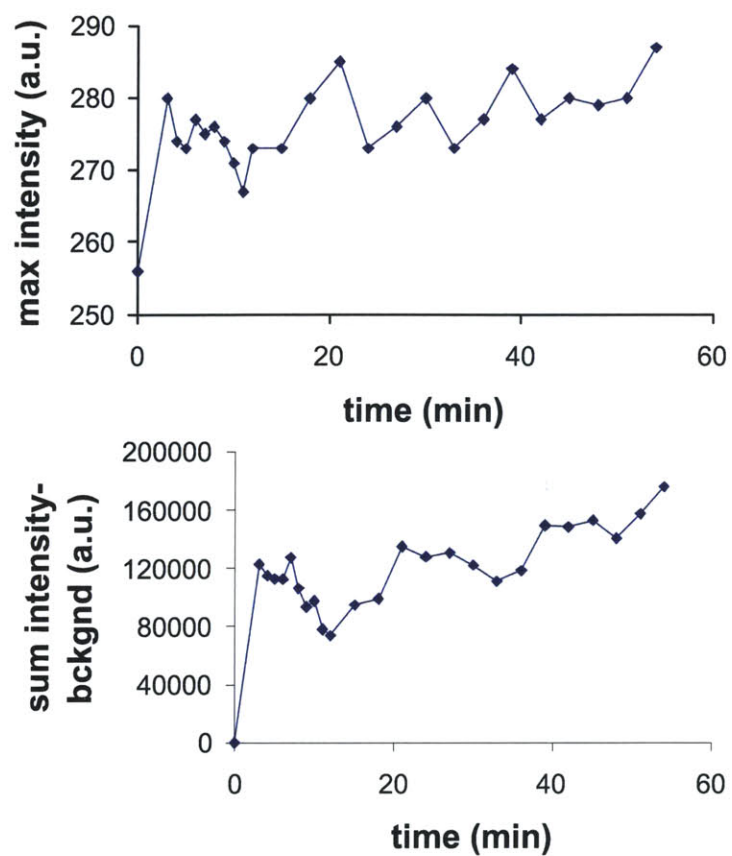 max intensity (a.u.)
290
280
270
260
250
0 20 40 60
time (min)
sum intensity-
bckgnd (a.u.)
200000
160000
120000
80000
40000
0
0 20 40 60
time (min)